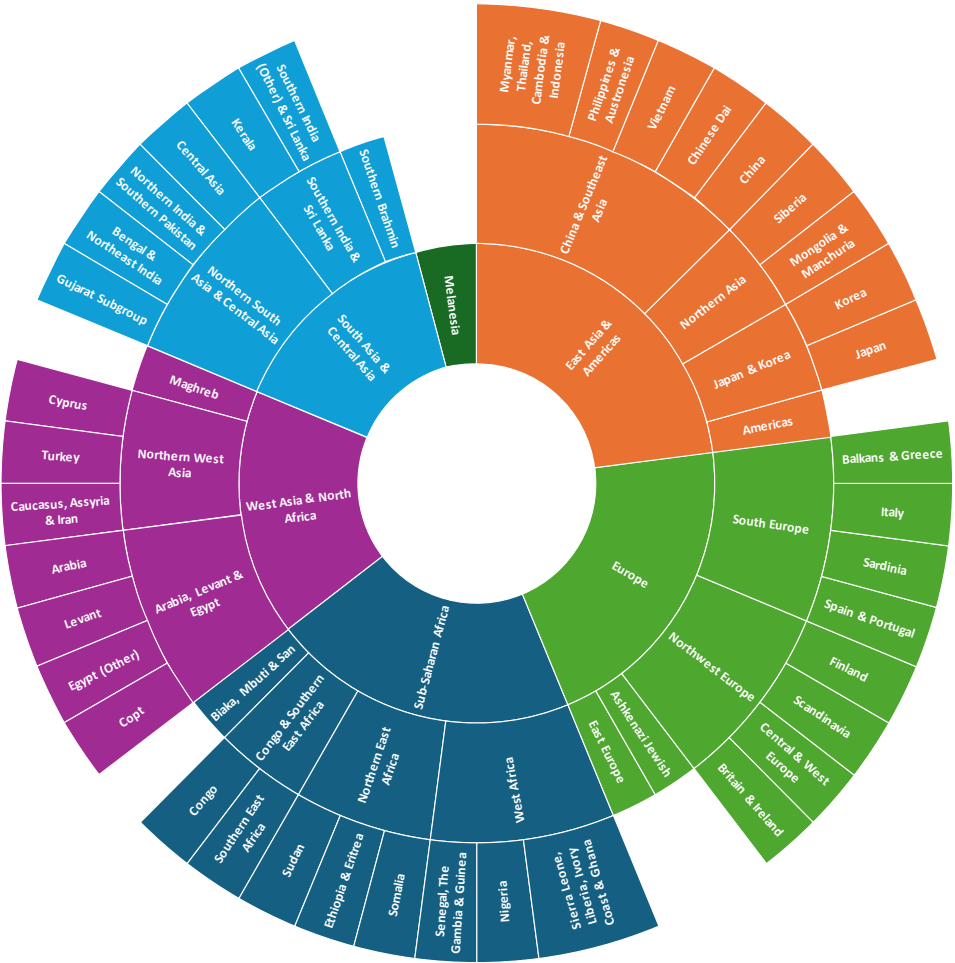 Myanmar,
Thailand,
Cambodia &
Indonesia
Philippines &
Austronesia
Vietnam
Chinese Dai
China
Siberia
Mongolia &
Manchuria
Korea
Japan
China & Southeast
Asia
Northern Asia
Japan & Korea
Americas
East Asia &
Americas
Balkans & Greece
Italy
Sardinia
Spain & Portugal
Finland
Scandinavia
Central & West
Europe
Britain & Ireland
South Europe
Northwest Europe
Ashkenazi Jewish
East Europe
Europe
Sierra Leone,
Liberia, Ivory
Coast & Ghana
Nigeria
Senegal, The
Gambia & Guinea
Somalia
Ethiopia & Eritrea
Sudan
Southern East
Africa
Congo
West Africa
Northern East
Africa
Congo & Southern
East Africa
Biaka, Mbuti & San
Sub-Saharan Africa
Copt
Egypt (Other)
Levant
Arabia
Caucasus, Assyria
& Iran
Turkey
Cyprus
Arabia, Levant &
Egypt
Northern West
Asia
Maghreb
West Asia & North
Africa
Gujarat Subgroup
Bengal &
Northeast India
Northern India &
Southern Pakistan
Central Asia
Kerala
Southern India
(Other) & Sri Lanka
Northern South
Asia & Central Asia
Southern India &
Sri Lanka
Southern Brahmin
South Asia &
Central Asia
Melanesia